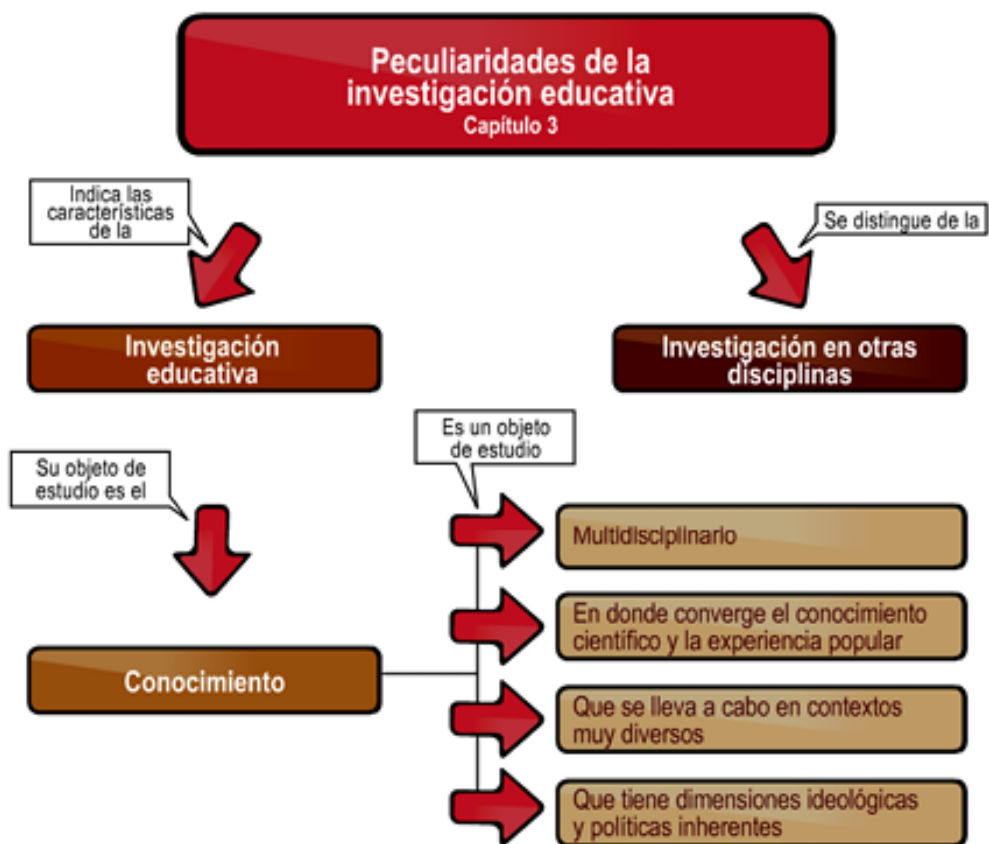 Peculiaridades de la
investigación educativa
Capítulo 3
Indica las
características
de la
Se distingue de la
Investigación
educativa
Investigación en otras
disciplinas
Su objeto de
estudio es el
Es un objeto
de estudio
Conocimiento
Multidisciplinario
En donde converge el conocimiento
científico y la experiencia popular
Que se lleva a cabo en contextos
muy diversos
Que tiene dimensiones ideológicas
y políticas inherentes